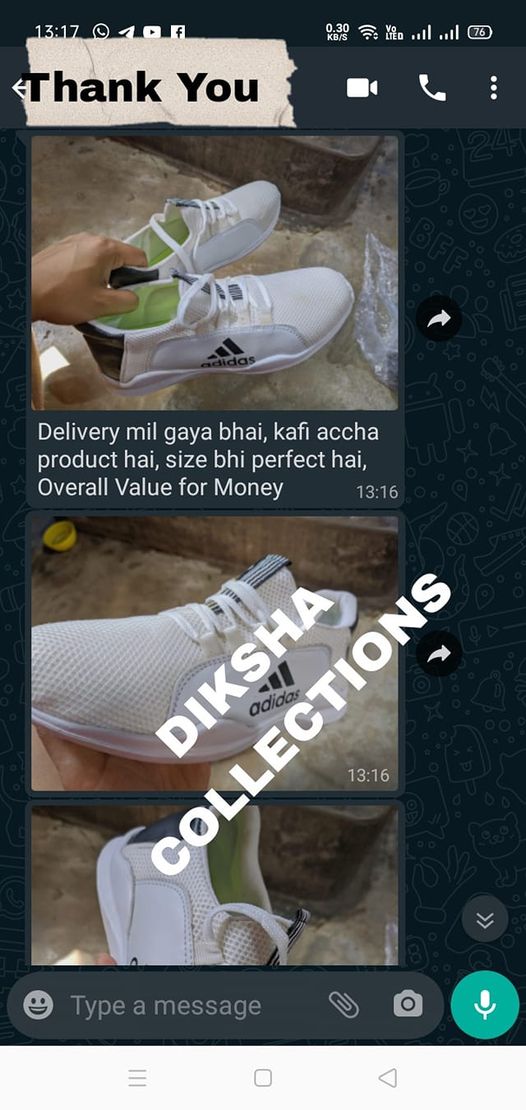 13:17
0.30 KB/S
Vo LTED
76
Thank You
adidas
Delivery mil gaya bhai, kafi accha
product hai, size bhi perfect hai,
Overall Value for Money
13:16
adidas
DIKSHA
COLLECTIONS
13:16
Type a message